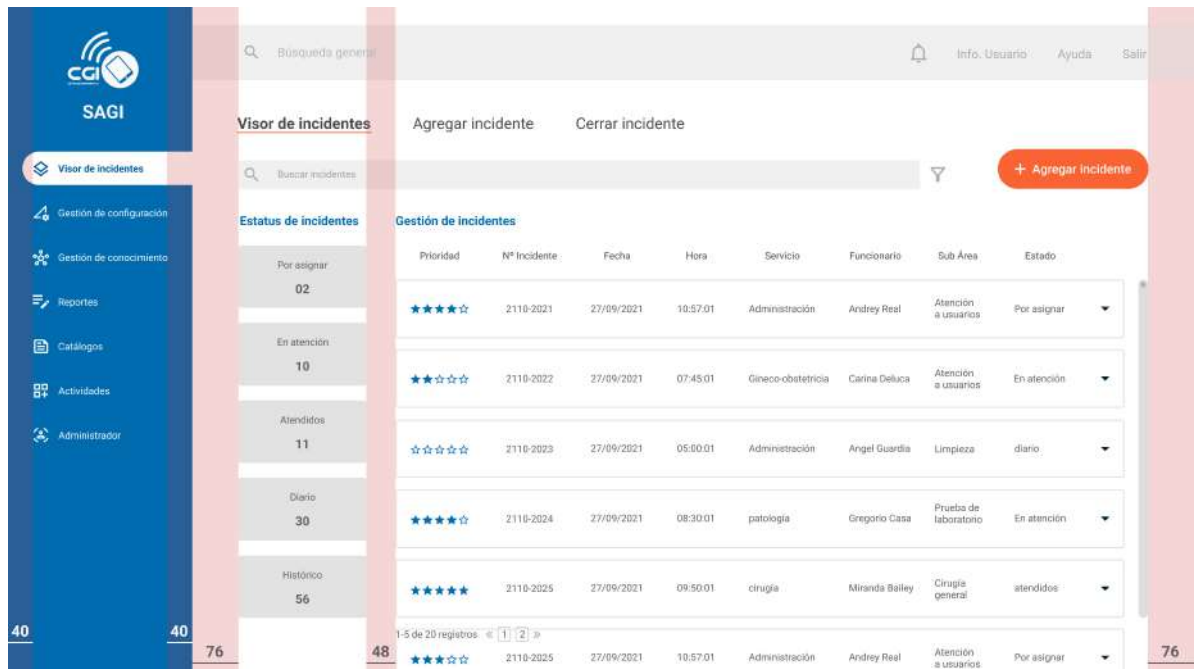 CGI
SAGI
Visor de incidentes
Gestión de configuración
Gestión de conocimiento
Reportes
Catálogos
Actividades
Administrador
40
40
76
48
76
Búsqueda general
Info. Usuario
Ayuda
Salir
Visor de incidentes
Agregar incidente
Cerrar incidente
Buscar incidentes
+ Agregar incidente
Estatus de incidentes
Por asignar
02
En atención
10
Atendidos
11
Diario
30
Histórico
56
Gestión de incidentes
Prioridad Nº Incidente Fecha Hora Servicio Funcionario Sub Área Estado
2110-2021 27/09/2021 10:57:01 Administración Andrey Real Atención a usuarios Por asignar
2110-2022 27/09/2021 07:45:01 Gineco-obstetricia Carina Deluca Atención a usuarios En atención
2110-2023 27/09/2021 05:00:01 Administración Angel Guardia Limpieza diario
2110-2024 27/09/2021 08:30:01 patología Gregorio Casa Prueba de laboratorio En atención
2110-2025 27/09/2021 09:50:01 cirugía Miranda Bailey Cirugía general atendidos
1-5 de 20 registros « 1 2 »
2110-2025 27/09/2021 10:57:01 Administración Andrey Real Atención a usuarios Por asignar